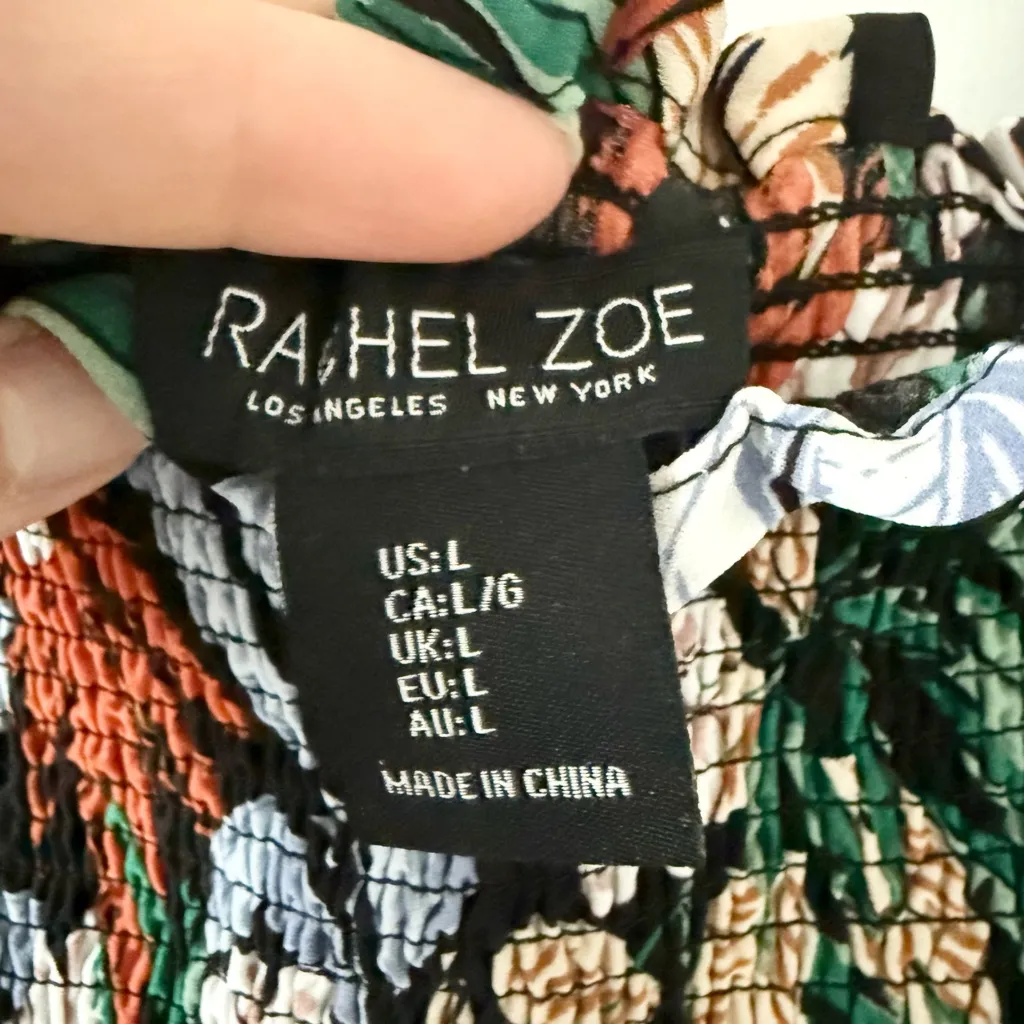 RACHEL ZOE
LOS ANGELES NEW YORK
US:L
CA:L/G
UK:L
EU:L
AU:L
MADE IN CHINA